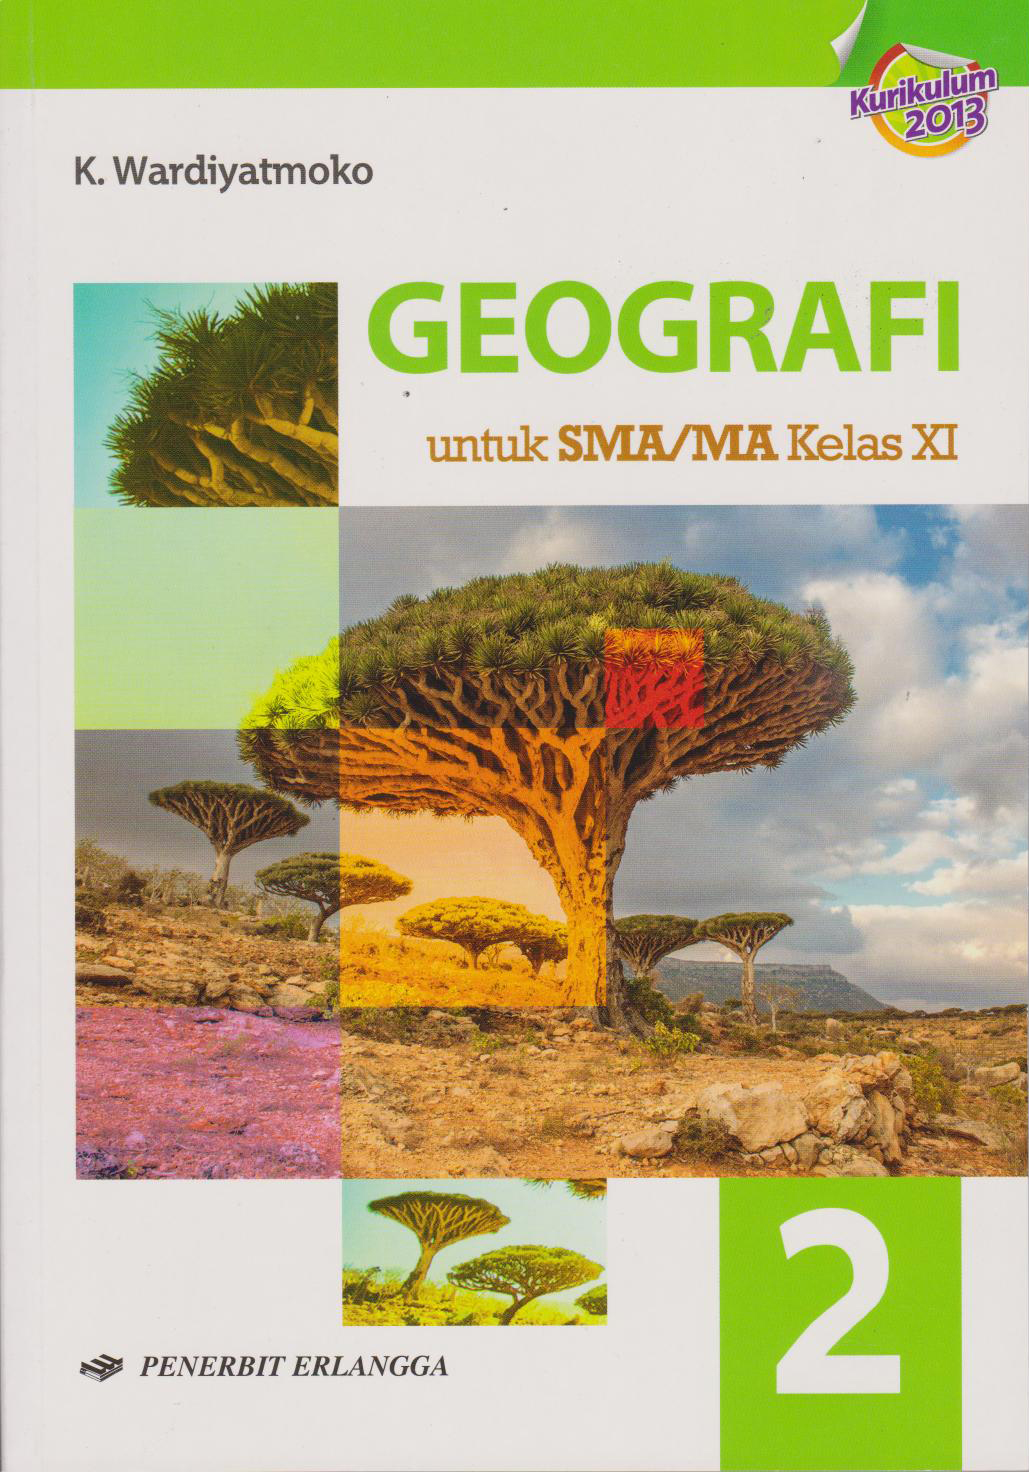 Kurikulum
2013
K. Wardiyatmoko
GEOGRAFI
untuk SMA/MA Kelas XI
2
PENERBIT ERLANGGA